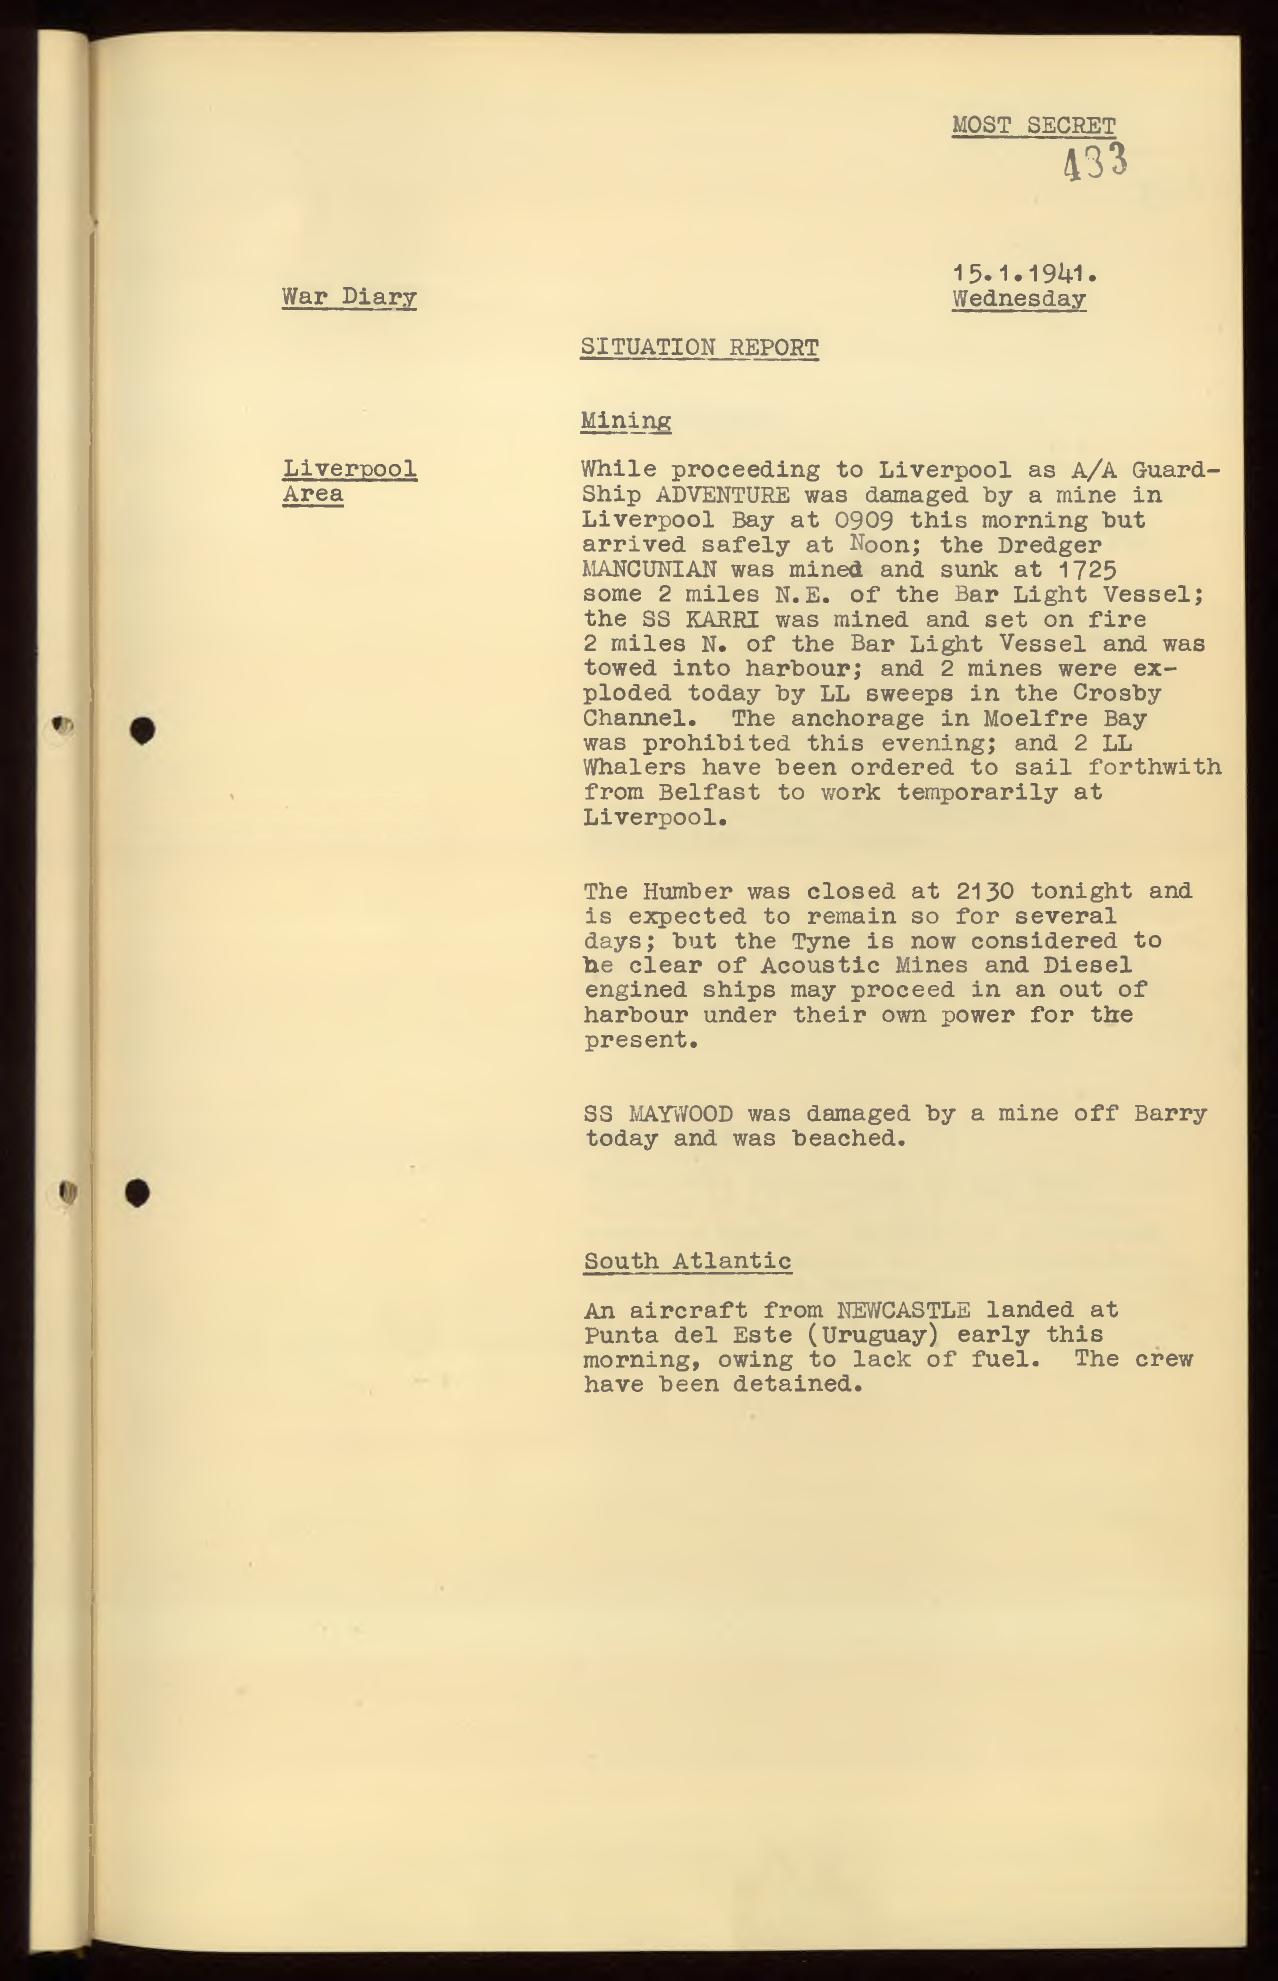 MOST SECRET
433
15.1.1941.
War Diary
Wednesday
SITUATION REPORT
Mining
Liverpool
Area
While proceeding to Liverpool as A/A Guard-
Ship ADVENTURE was damaged by a mine in
Liverpool Bay at 0909 this morning but
arrived safely at Noon; the Dredger
MANCUNIAN was mined and sunk at 1725
some 2 miles N.E. of the Bar Light Vessel;
the SS KARRI was mined and set on fire
2 miles N. of the Bar Light Vessel and was
towed into harbour; and 2 mines were ex-
ploded today by LL sweeps in the Crosby
Channel. The anchorage in Moelfre Bay
was prohibited this evening; and 2 LL
Whalers have been ordered to sail forthwith
from Belfast to work temporarily at
Liverpool.
The Humber was closed at 2130 tonight and
is expected to remain so for several
days; but the Tyne is now considered to
be clear of Acoustic Mines and Diesel
engined ships may proceed in an out of
harbour under their own power for the
present.
SS MAYWOOD was damaged by a mine off Barry
today and was beached.
South Atlantic
An aircraft from NEWCASTLE landed at
Punta del Este (Uruguay) early this
morning, owing to lack of fuel. The crew
have been detained.